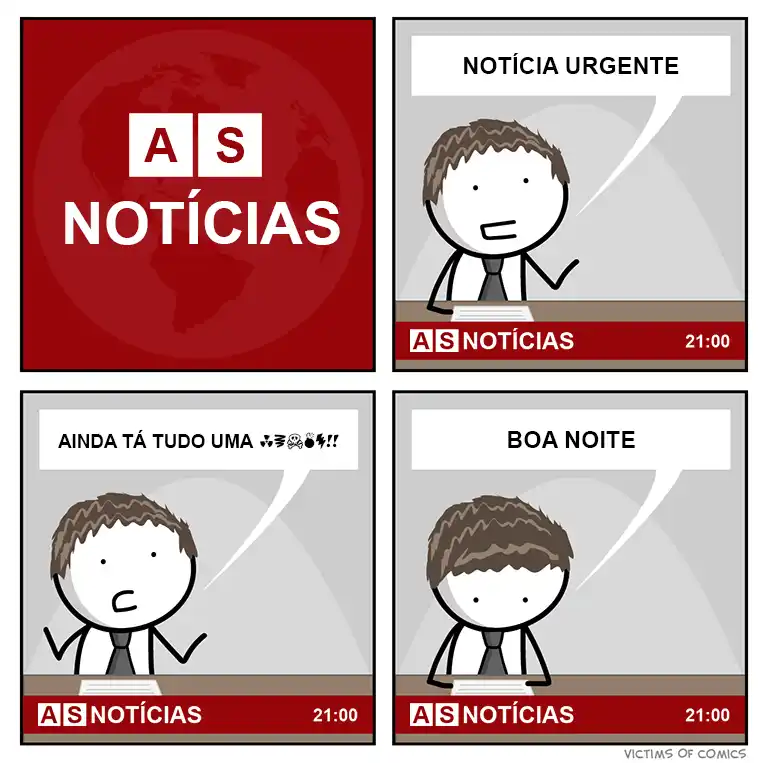 AS
NOTÍCIAS
NOTÍCIA URGENTE
AS NOTÍCIAS 21:00
AINDA TÁ TUDO UMA ☢⚡☠💣⚡!!
AS NOTÍCIAS 21:00
BOA NOITE
AS NOTÍCIAS 21:00
VICTIMS OF COMICS